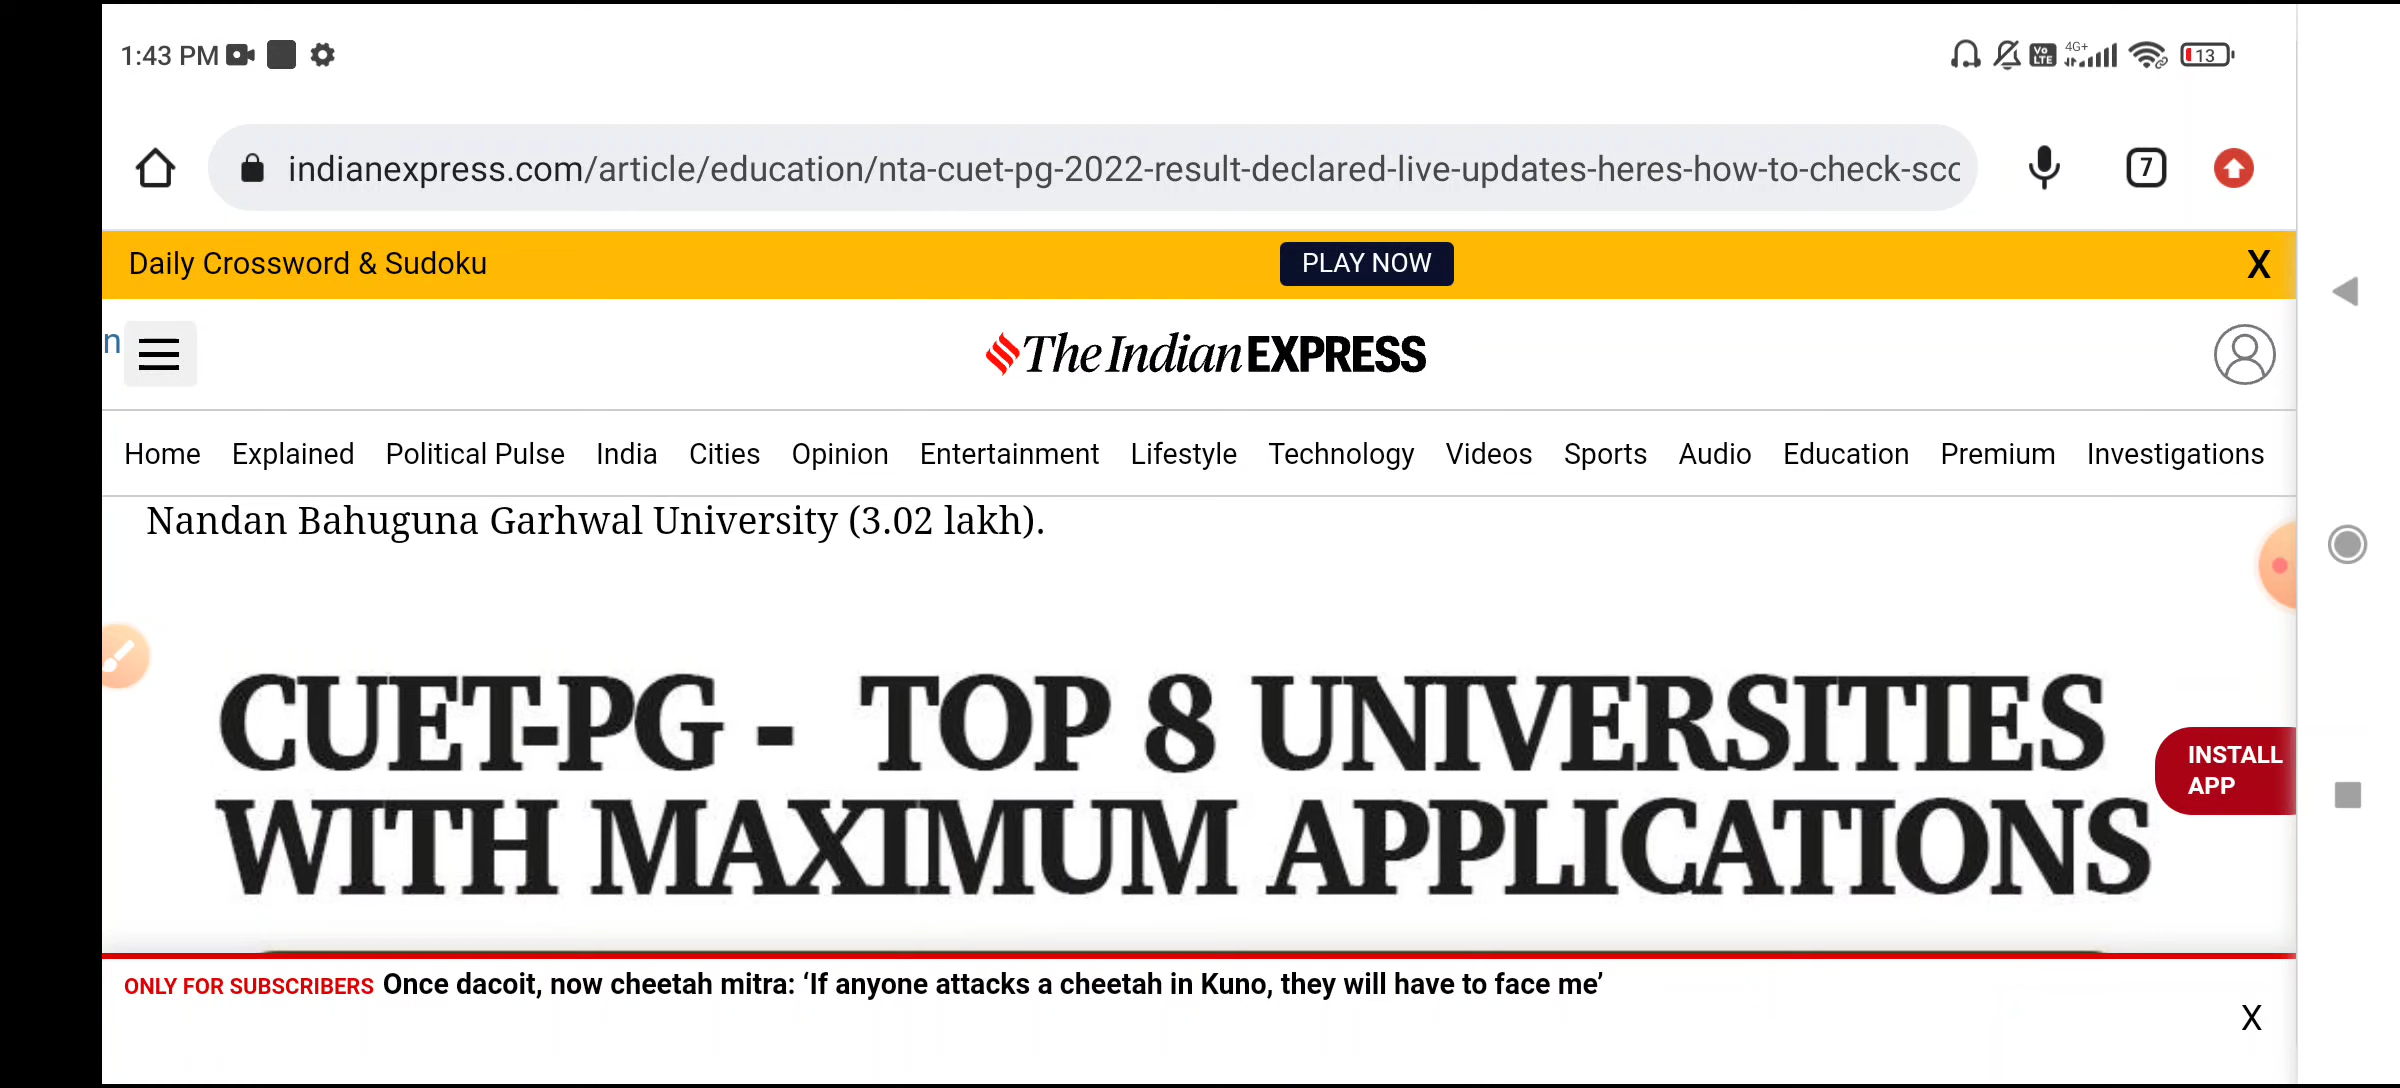 1:43 PM
Vo LTE 4G+ 13
indianexpress.com/article/education/nta-cuet-pg-2022-result-declared-live-updates-heres-how-to-check-scc
7
Daily Crossword & Sudoku PLAY NOW X
n
The Indian EXPRESS
Home Explained Political Pulse India Cities Opinion Entertainment Lifestyle Technology Videos Sports Audio Education Premium Investigations
Nandan Bahuguna Garhwal University (3.02 lakh).
CUET-PG - TOP 8 UNIVERSITIES
WITH MAXIMUM APPLICATIONS
INSTALL
APP
ONLY FOR SUBSCRIBERS Once dacoit, now cheetah mitra: ‘If anyone attacks a cheetah in Kuno, they will have to face me’
X